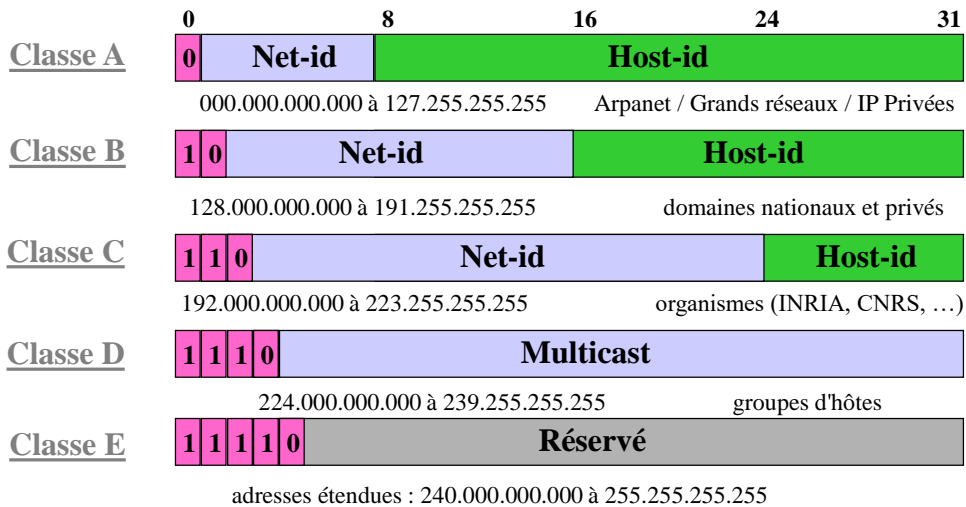 0 8 16 24 31
Classe A 0 Net-id Host-id
000.000.000.000 à 127.255.255.255 Arpanet / Grands réseaux / IP Privées
Classe B 1 0 Net-id Host-id
128.000.000.000 à 191.255.255.255 domaines nationaux et privés
Classe C 1 1 0 Net-id Host-id
192.000.000.000 à 223.255.255.255 organismes (INRIA, CNRS, …)
Classe D 1 1 1 0 Multicast
224.000.000.000 à 239.255.255.255 groupes d'hôtes
Classe E 1 1 1 1 0 Réservé
adresses étendues : 240.000.000.000 à 255.255.255.255